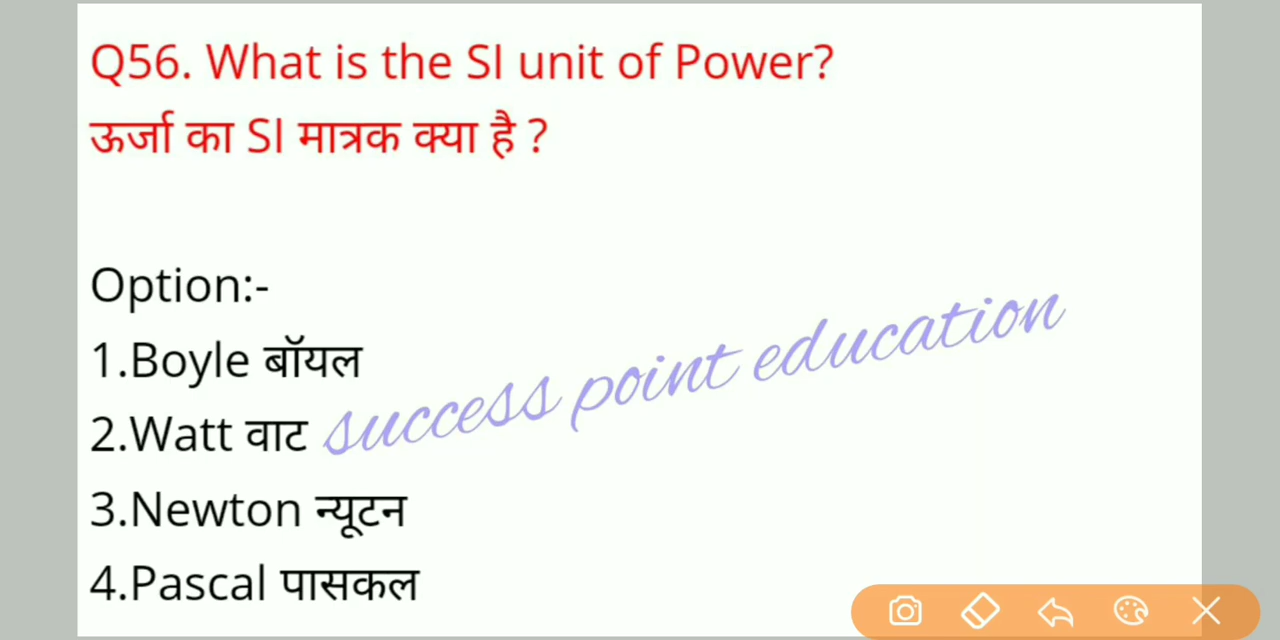 Q56. What is the SI unit of Power?
ऊर्जा का SI मात्रक क्या है ?
Option:-
1.Boyle बॉयल
2.Watt वाट
success point education
3.Newton न्यूटन
4.Pascal पासकल